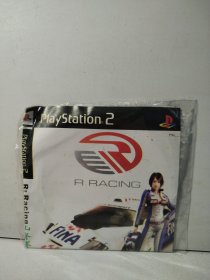 PlayStation 2
R RACING
PlayStation 2
R: Racing